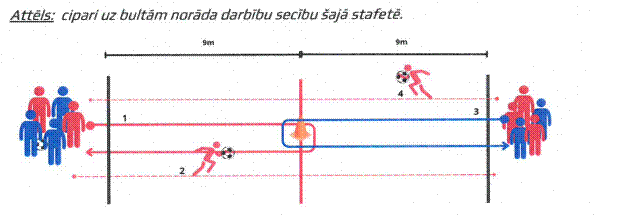 Attēls: cipari uz bultām norāda darbību secību šajā stafetē.
9m 9m
4
1 3
2